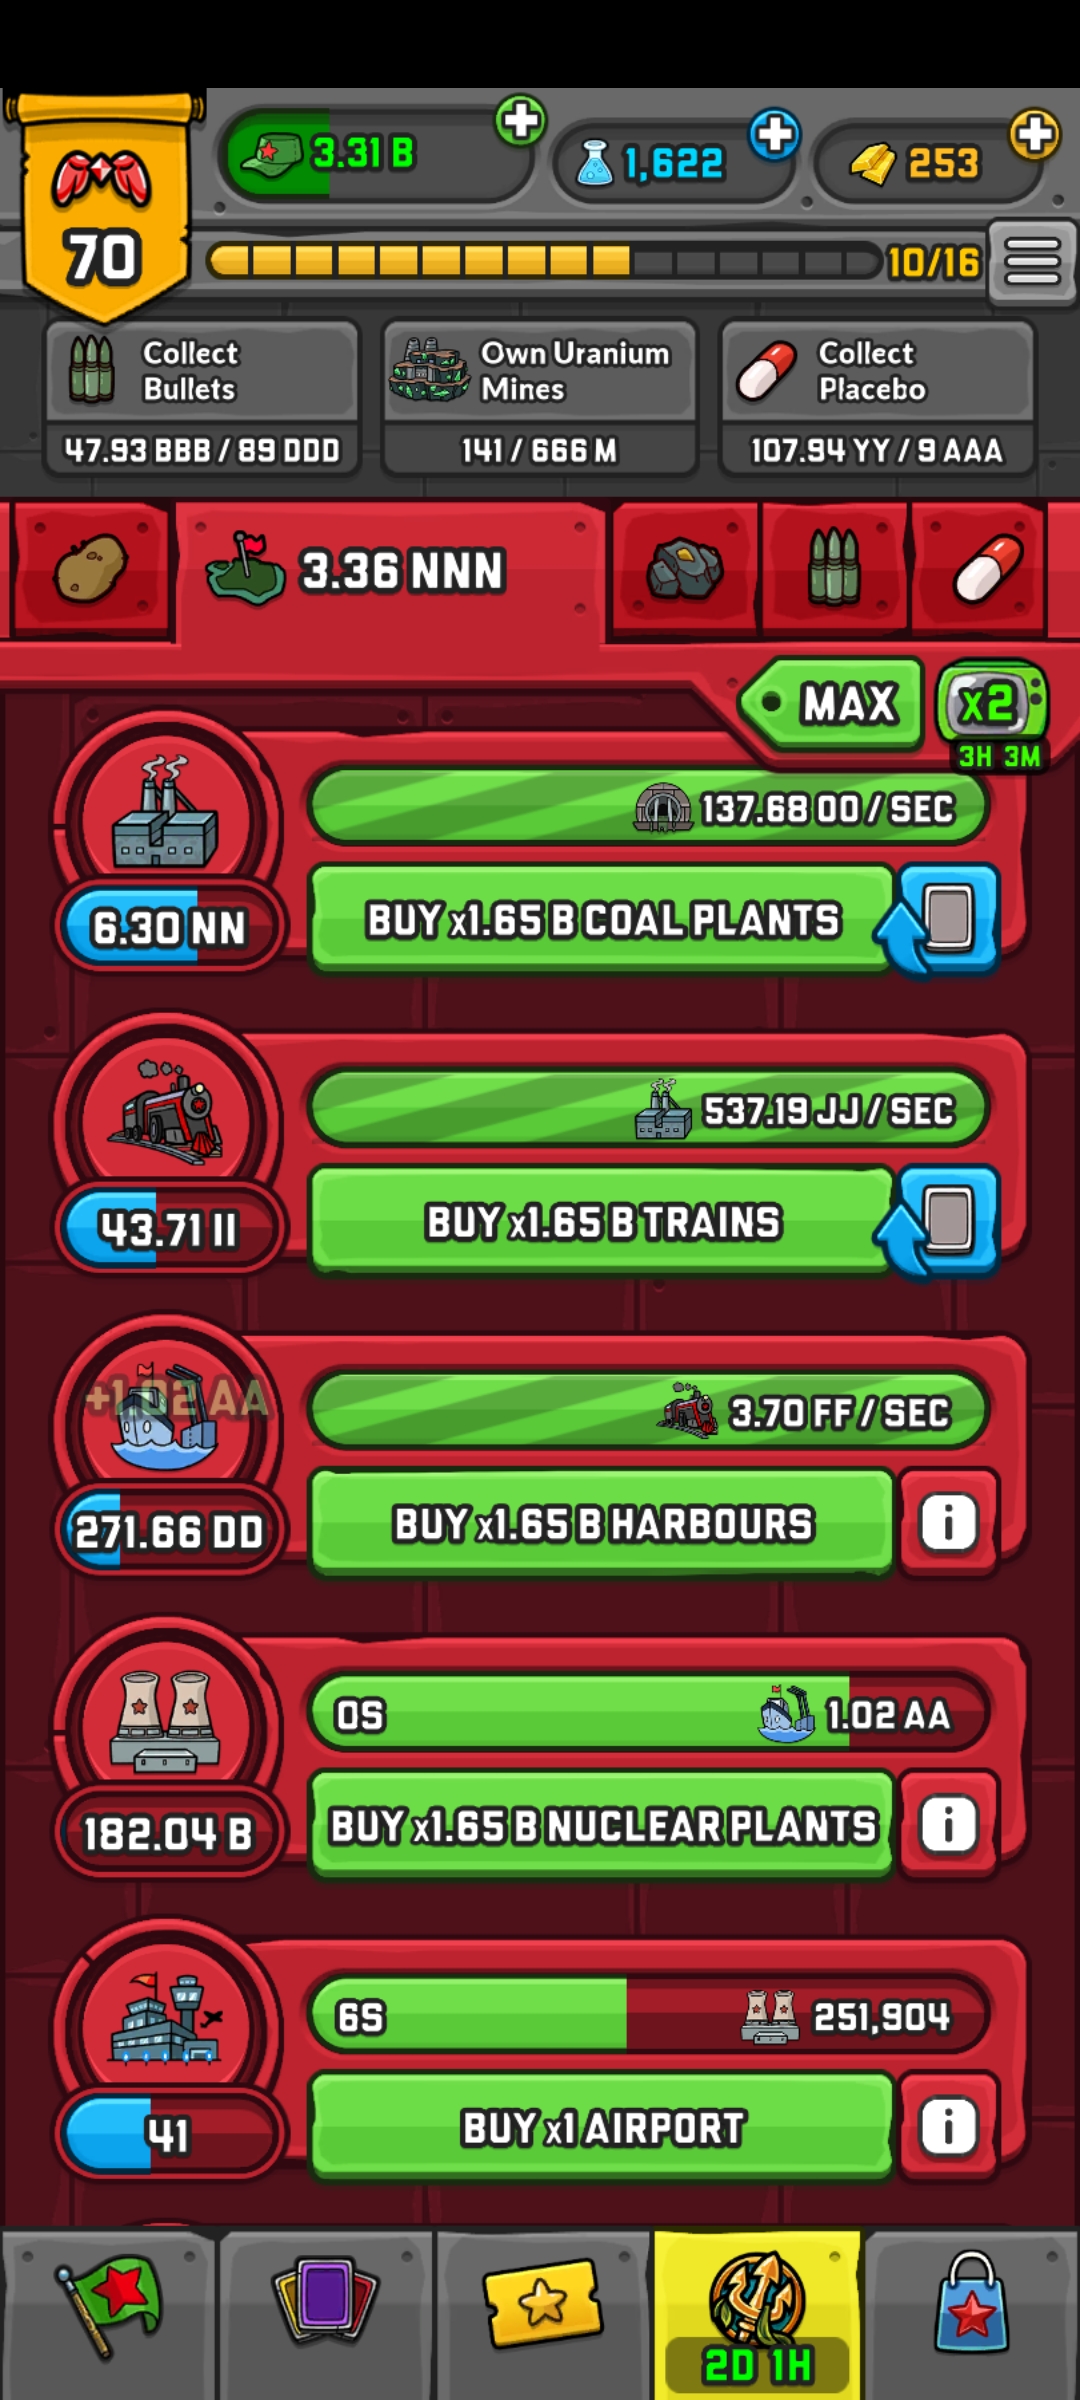 3.31 B
1,622
253
70
10/16
Collect
Bullets
47.93 BBB / 89 DDD
Own Uranium
Mines
141 / 666 M
Collect
Placebo
107.94 YY / 9 AAA
3.36 NNN
MAX
x2
3H 3M
137.68 OO / SEC
6.30 NN
BUY x1.65 B COAL PLANTS
537.19 JJ / SEC
43.71 II
BUY x1.65 B TRAINS
+1.02 AA
3.70 FF / SEC
271.66 DD
BUY x1.65 B HARBOURS
0S
1.02 AA
182.04 B
BUY x1.65 B NUCLEAR PLANTS
6S
251,904
41
BUY x1 AIRPORT
2D 1H